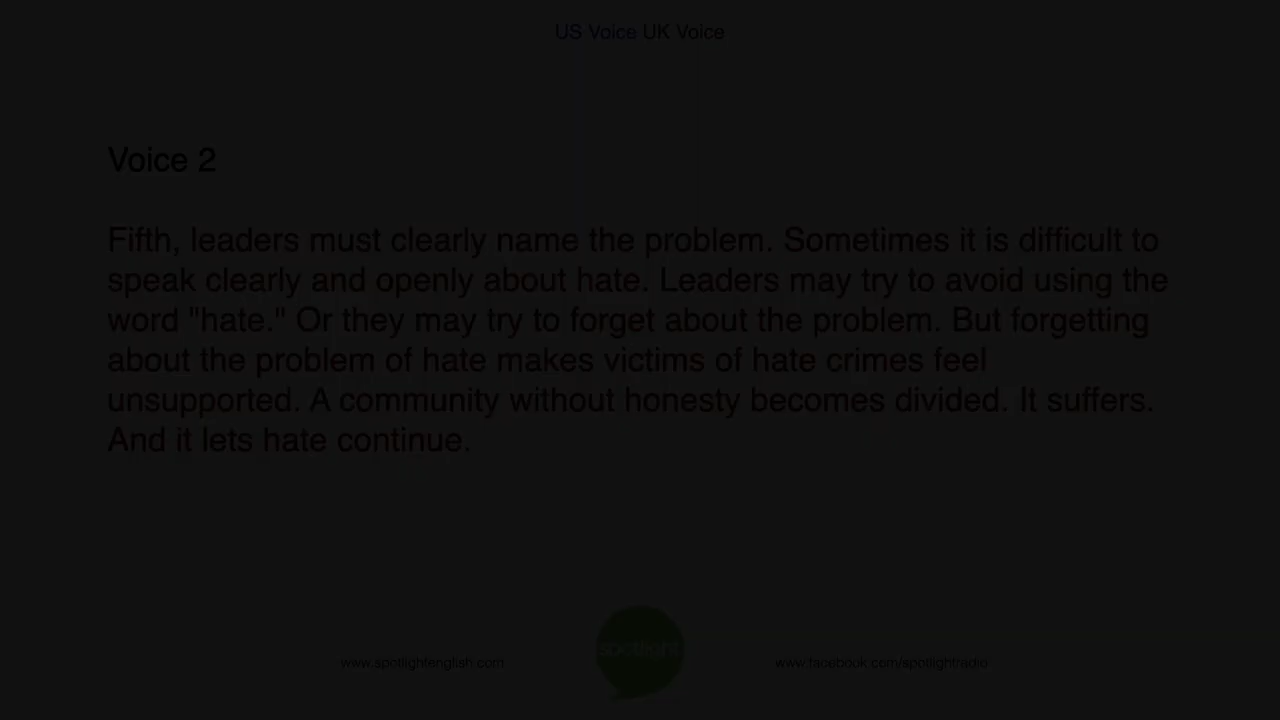 US Voice UK Voice
Voice 2
Fifth, leaders must clearly name the problem. Sometimes it is difficult to
speak clearly and openly about hate. Leaders may try to avoid using the
word "hate." Or they may try to forget about the problem. But forgetting
about the problem of hate makes victims of hate crimes feel
unsupported. A community without honesty becomes divided. It suffers.
And it lets hate continue.
spotlight
www.spotlightenglish.com
www.facebook.com/spotlightradio